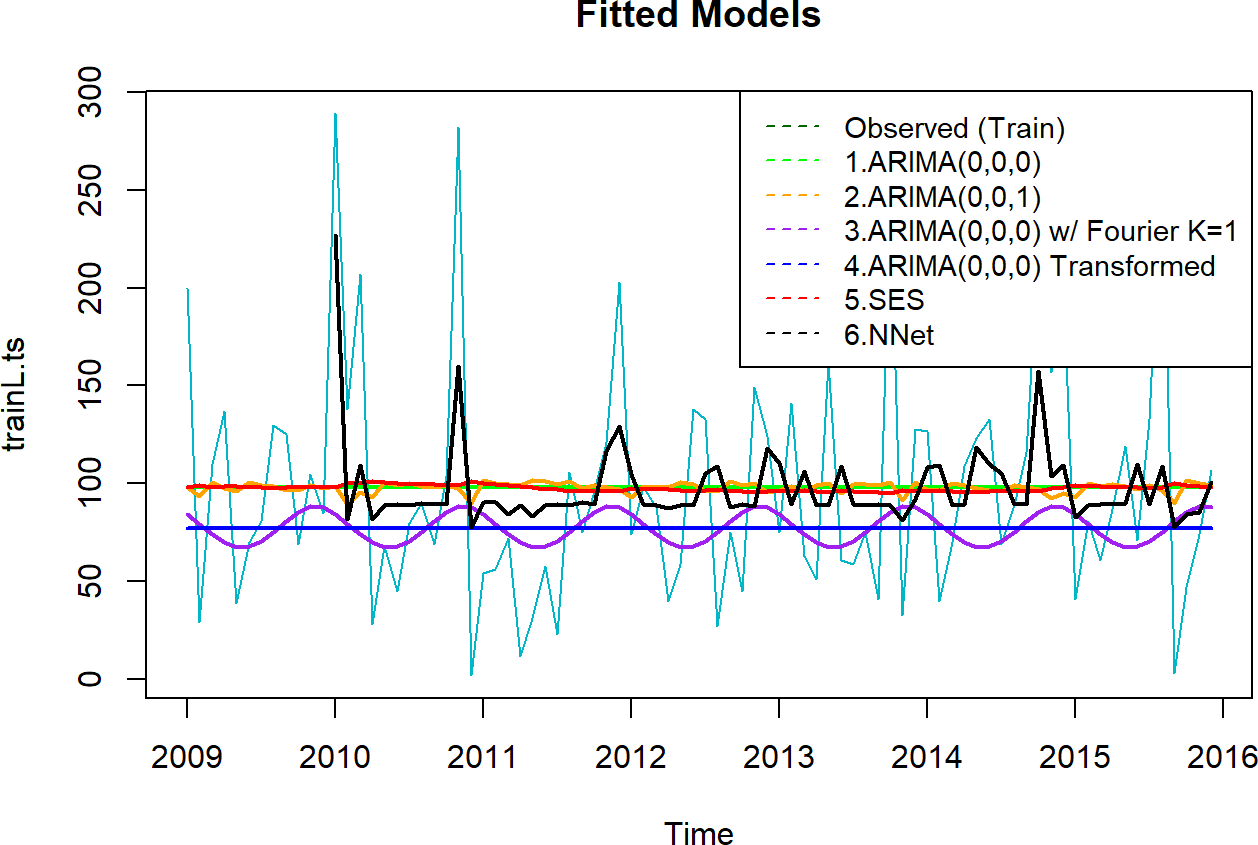 Fitted Models
trainL.ts
300
250
200
150
100
50
0
Observed (Train)
1.ARIMA(0,0,0)
2.ARIMA(0,0,1)
3.ARIMA(0,0,0) w/ Fourier K=1
4.ARIMA(0,0,0) Transformed
5.SES
6.NNet
2009 2010 2011 2012 2013 2014 2015 2016
Time